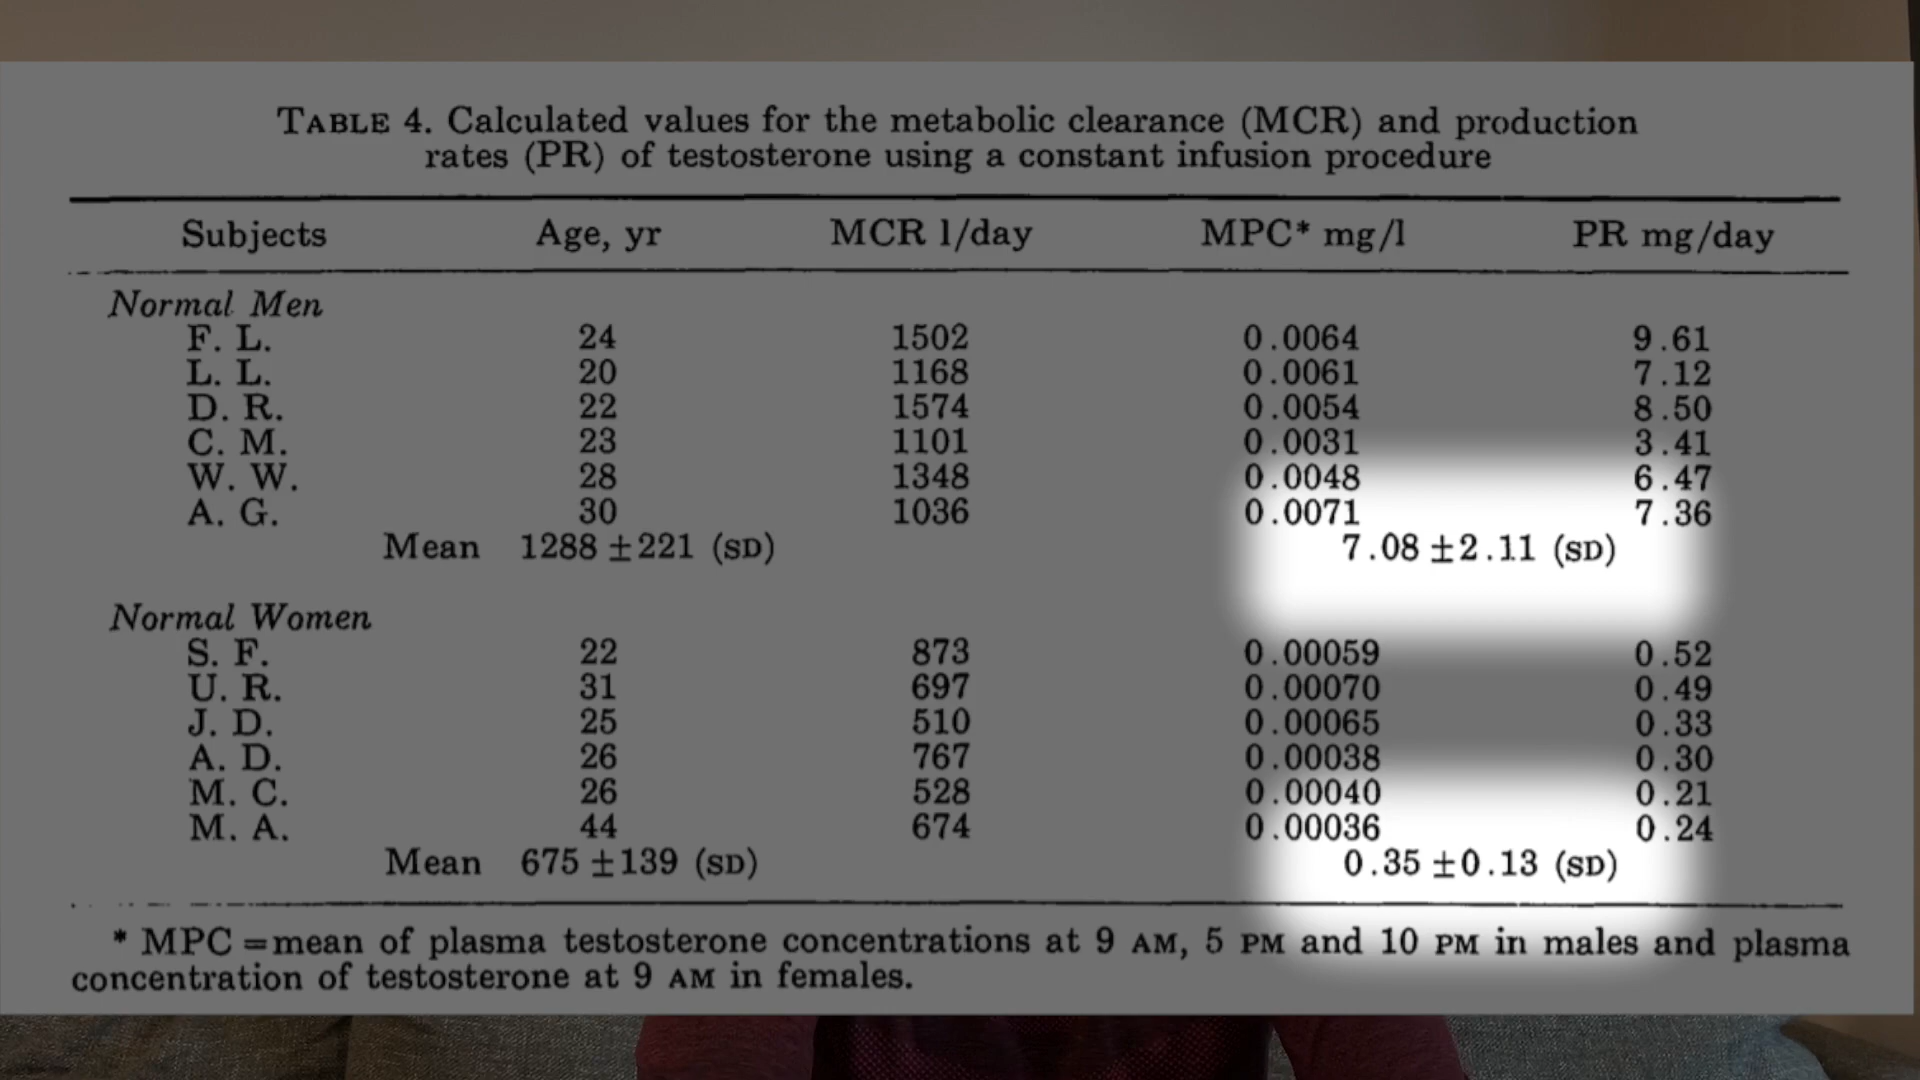 TABLE 4. Calculated values for the metabolic clearance (MCR) and production
rates (PR) of testosterone using a constant infusion procedure
Subjects Age, yr MCR l/day MPC* mg/l PR mg/day
Normal Men
F. L. 24 1502 0.0064 9.61
L. L. 20 1168 0.0061 7.12
D. R. 22 1574 0.0054 8.50
C. M. 23 1101 0.0031 3.41
W. W. 28 1348 0.0048 6.47
A. G. 30 1036 0.0071 7.36
Mean 1288 ±221 (SD) 7.08 ±2.11 (SD)
Normal Women
S. F. 22 873 0.00059 0.52
U. R. 31 697 0.00070 0.49
J. D. 25 510 0.00065 0.33
A. D. 26 767 0.00038 0.30
M. C. 26 528 0.00040 0.21
M. A. 44 674 0.00036 0.24
Mean 675 ±139 (SD) 0.35 ±0.13 (SD)
* MPC = mean of plasma testosterone concentrations at 9 AM, 5 PM and 10 PM in males and plasma
concentration of testosterone at 9 AM in females.